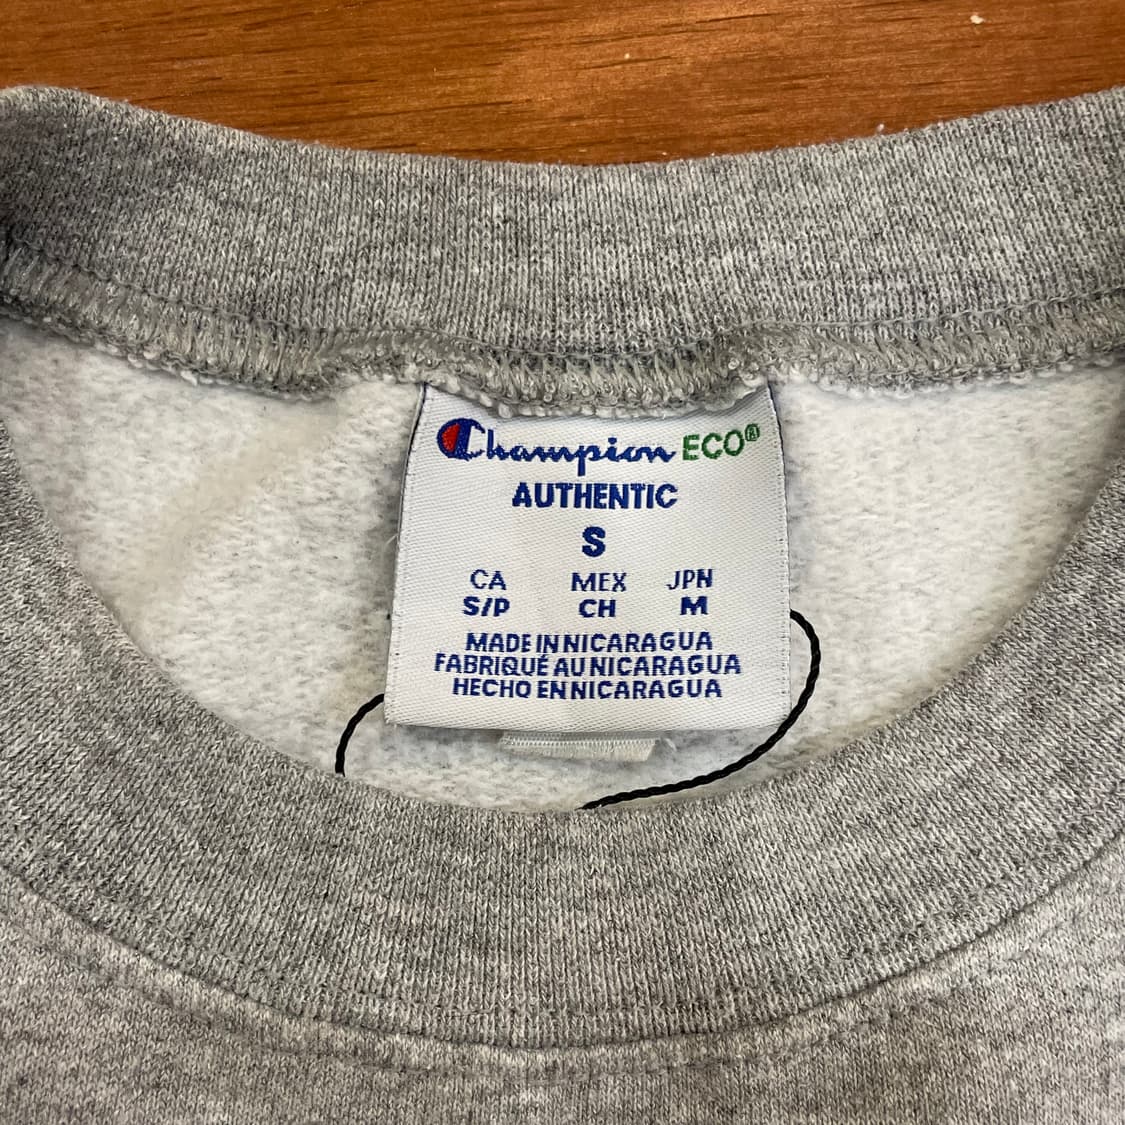 Champion ECO®
AUTHENTIC
S
CA MEX JPN
S/P CH M
MADE IN NICARAGUA
FABRIQUÉ AU NICARAGUA
HECHO EN NICARAGUA